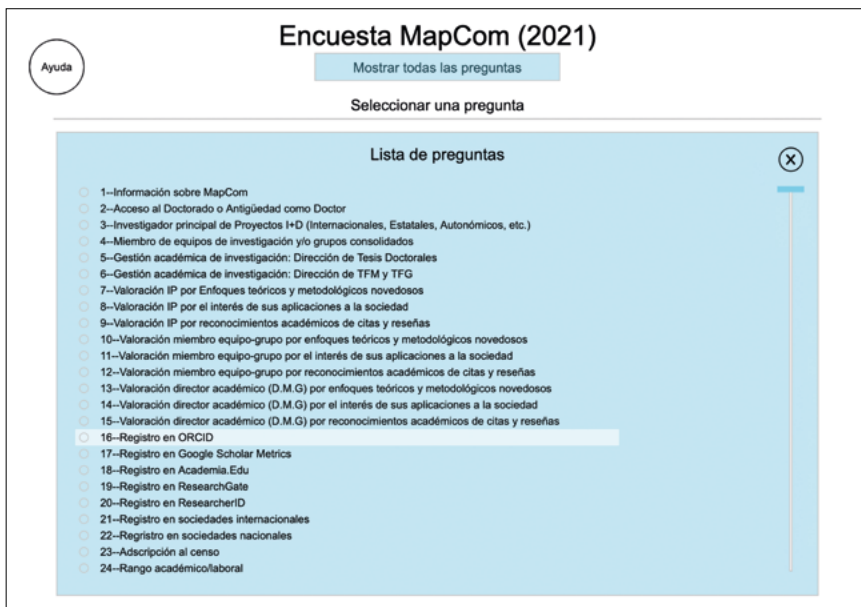 Encuesta MapCom (2021)
Ayuda
Mostrar todas las preguntas
Seleccionar una pregunta
Lista de preguntas
X
1--Información sobre MapCom
2--Acceso al Doctorado o Antigüedad como Doctor
3--Investigador principal de Proyectos I+D (Internacionales, Estatales, Autonómicos, etc.)
4--Miembro de equipos de investigación y/o grupos consolidados
5--Gestión académica de investigación: Dirección de Tesis Doctorales
6--Gestión académica de investigación: Dirección de TFM y TFG
7--Valoración IP por Enfoques teóricos y metodológicos novedosos
8--Valoración IP por el interés de sus aplicaciones a la sociedad
9--Valoración IP por reconocimientos académicos de citas y reseñas
10--Valoración miembro equipo-grupo por enfoques teóricos y metodológicos novedosos
11--Valoración miembro equipo-grupo por el interés de sus aplicaciones a la sociedad
12--Valoración miembro equipo-grupo por reconocimientos académicos de citas y reseñas
13--Valoración director académico (D.M.G) por enfoques teóricos y metodológicos novedosos
14--Valoración director académico (D.M.G) por el interés de sus aplicaciones a la sociedad
15--Valoración director académico (D.M.G) por reconocimientos académicos de citas y reseñas
16--Registro en ORCID
17--Registro en Google Scholar Metrics
18--Registro en Academia.Edu
19--Registro en ResearchGate
20--Registro en ResearcherID
21--Registro en sociedades internacionales
22--Regristro en sociedades nacionales
23--Adscripción al censo
24--Rango académico/laboral